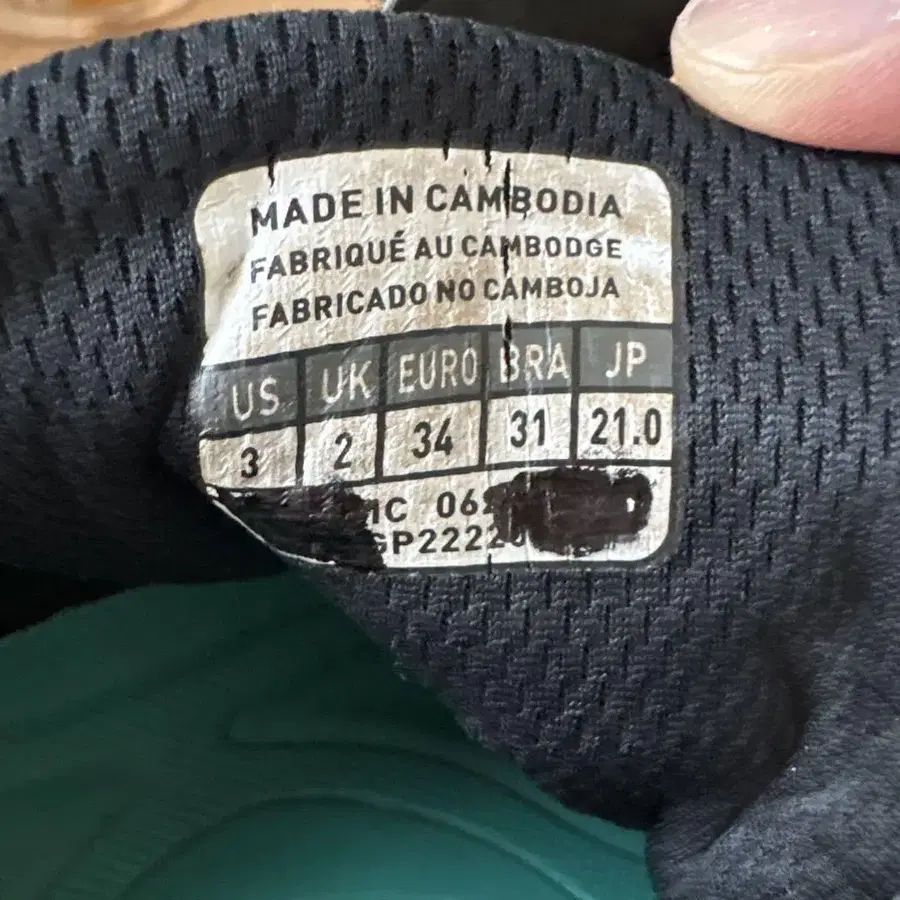 MADE IN CAMBODIA
FABRIQUÉ AU CAMBODGE
FABRICADO NO CAMBOJA
US UK EURO BRA JP
3 2 34 31 21.0